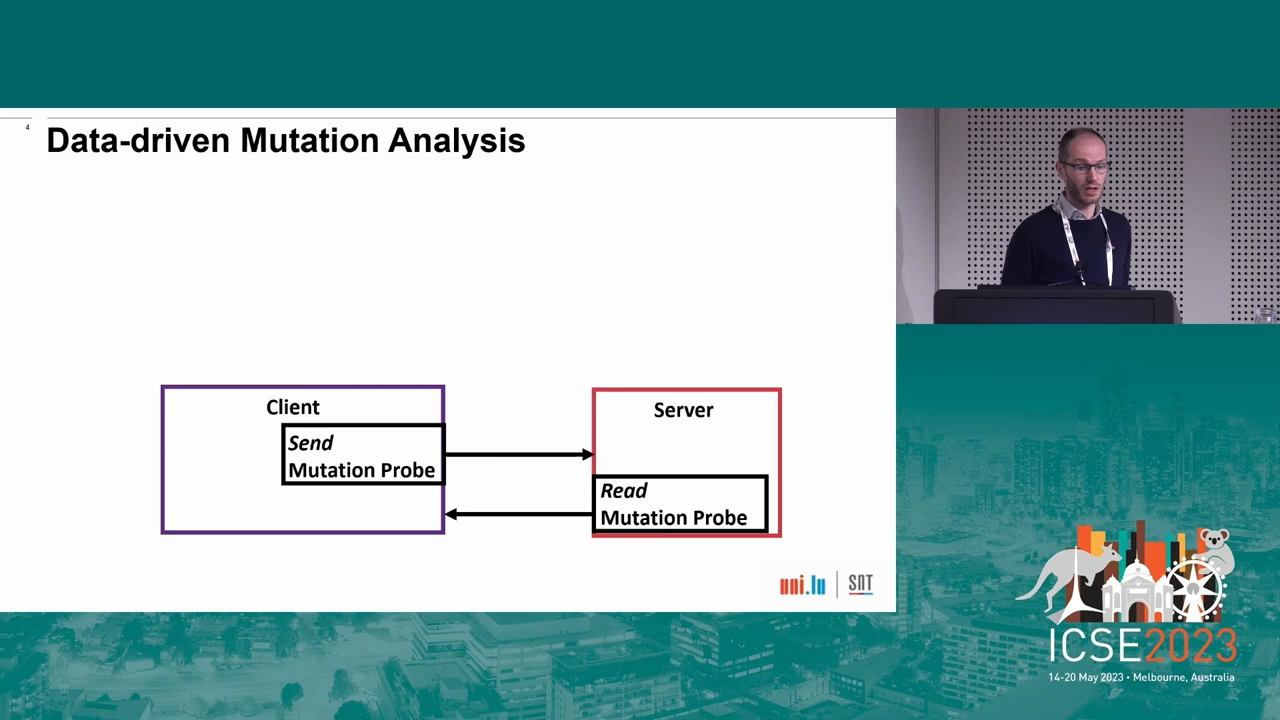 4
Data-driven Mutation Analysis
Client
Send
Mutation Probe
Server
Read
Mutation Probe
uni.lu
SNT
ICSE2023
14-20 May 2023 • Melbourne, Australia